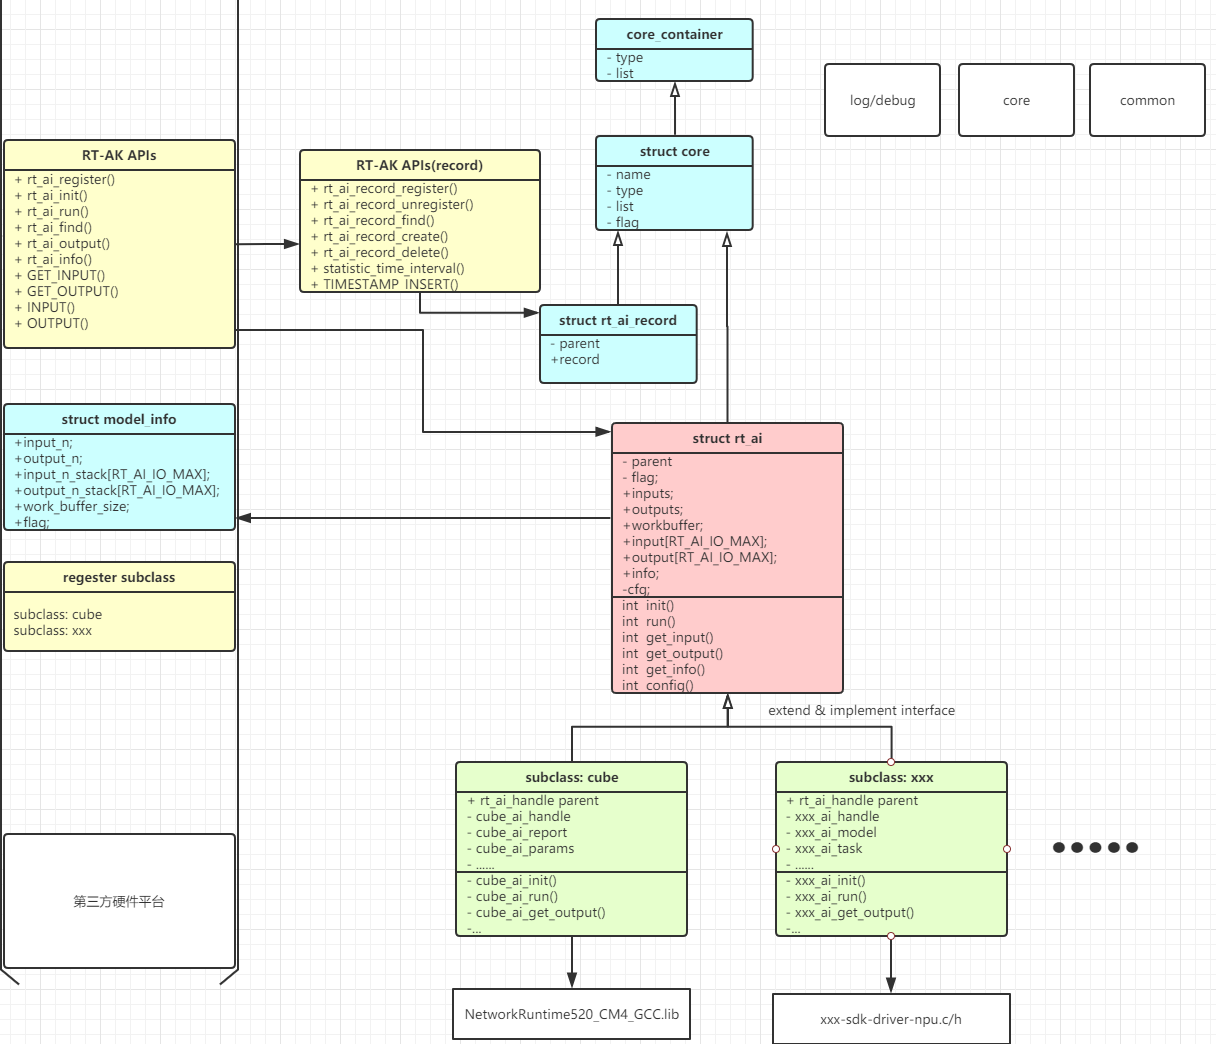 core_container
- type
- list
log/debug
core
common
struct core
- name
- type
- list
- flag
RT-AK APIs
+ rt_ai_register()
+ rt_ai_init()
+ rt_ai_run()
+ rt_ai_find()
+ rt_ai_output()
+ rt_ai_info()
+ GET_INPUT()
+ GET_OUTPUT()
+ INPUT()
+ OUTPUT()
RT-AK APIs(record)
+ rt_ai_record_register()
+ rt_ai_record_unregister()
+ rt_ai_record_find()
+ rt_ai_record_create()
+ rt_ai_record_delete()
+ statistic_time_interval()
+ TIMESTAMP_INSERT()
struct rt_ai_record
- parent
+record
struct model_info
+input_n;
+output_n;
+input_n_stack[RT_AI_IO_MAX];
+output_n_stack[RT_AI_IO_MAX];
+work_buffer_size;
+flag;
struct rt_ai
- parent
- flag;
+inputs;
+outputs;
+workbuffer;
+input[RT_AI_IO_MAX];
+output[RT_AI_IO_MAX];
+info;
-cfg;
int init()
int run()
int get_input()
int get_output()
int get_info()
int config()
regester subclass
subclass: cube
subclass: xxx
extend & implement interface
subclass: cube
+ rt_ai_handle parent
- cube_ai_handle
- cube_ai_report
- cube_ai_params
- ......
- cube_ai_init()
- cube_ai_run()
- cube_ai_get_output()
-...
subclass: xxx
+ rt_ai_handle parent
- xxx_ai_handle
- xxx_ai_model
- xxx_ai_task
- ......
- xxx_ai_init()
- xxx_ai_run()
- xxx_ai_get_output()
-...
第三方硬件平台
NetworkRuntime520_CM4_GCC.lib
xxx-sdk-driver-npu.c/h